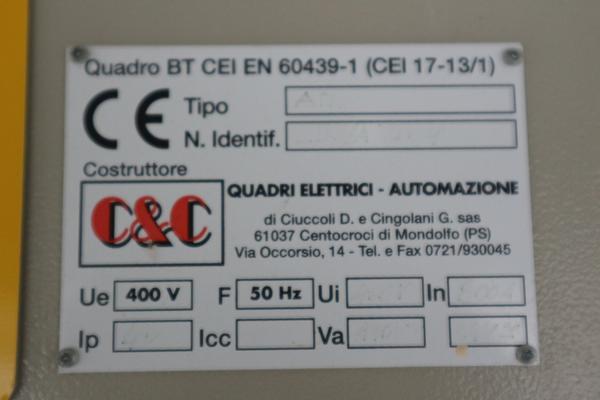 Quadro BT CEI EN 60439-1 (CEI 17-13/1)
CE Tipo
N. Identif.
Costruttore
C&C
QUADRI ELETTRICI - AUTOMAZIONE
di Ciuccoli D. e Cingolani G. sas
61037 Centocroci di Mondolfo (PS)
Via Occorsio, 14 - Tel. e Fax 0721/930045
Ue 400 V F 50 Hz Ui In
Ip Icc Va